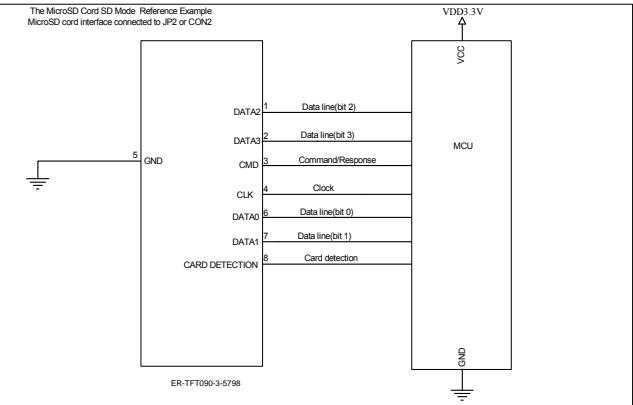 The MicroSD Cord SD Mode Reference Example
MicroSD cord interface connected to JP2 or CON2
VDD3.3V
VCC
DATA2 1 Data line(bit 2)
DATA3 2 Data line(bit 3)
MCU
5 GND
CMD 3 Command/Response
CLK 4 Clock
DATA0 6 Data line(bit 0)
DATA1 7 Data line(bit 1)
CARD DETECTION 8 Card detection
GND
ER-TFT090-3-5798